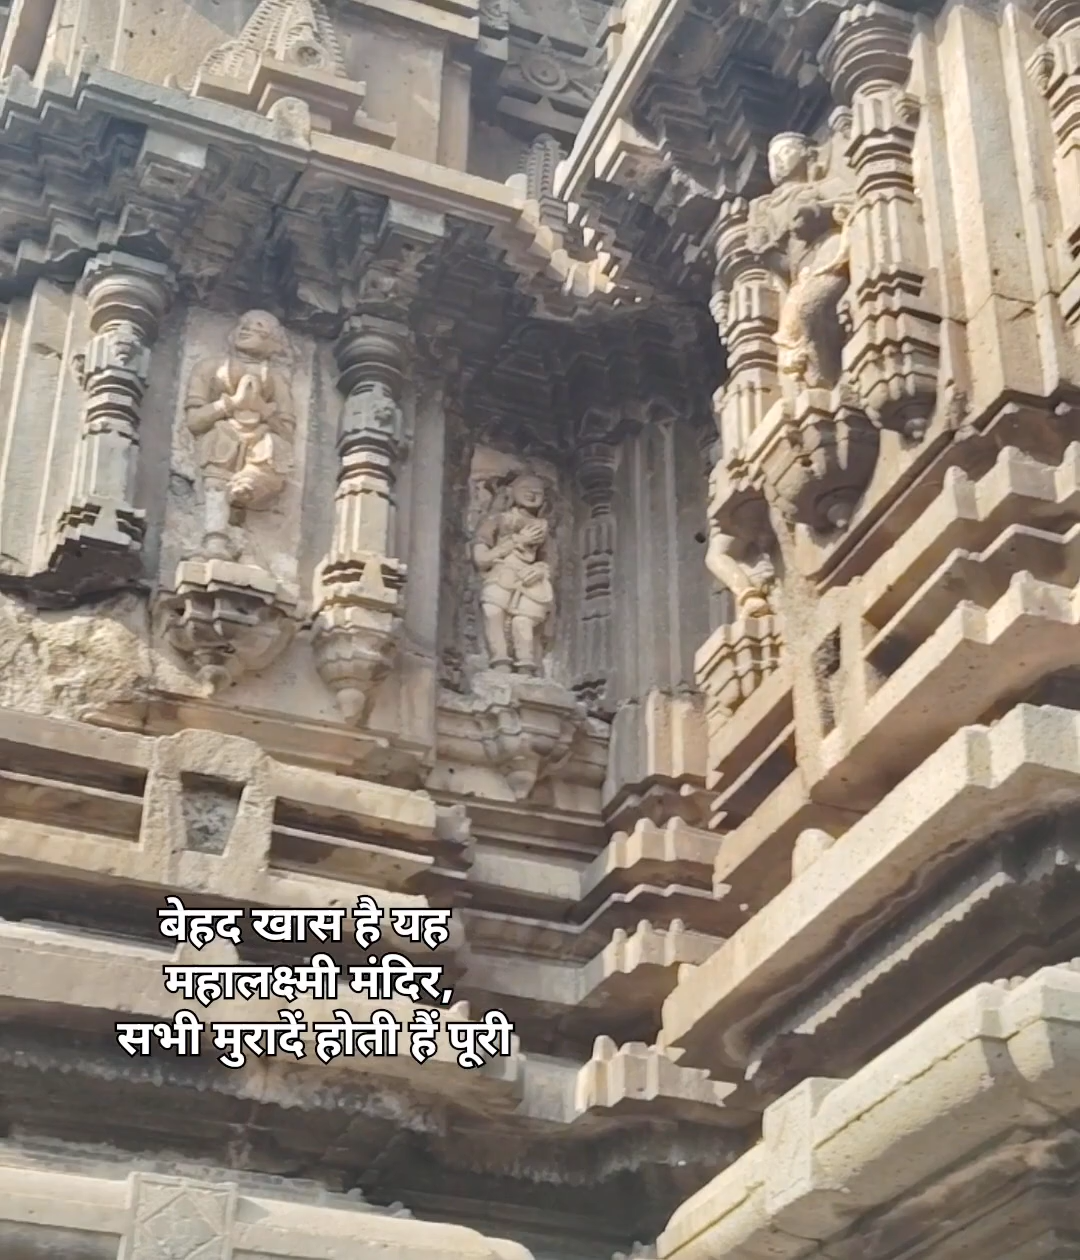 बेहद खास है यह
महालक्ष्मी मंदिर,
सभी मुरादें होती हैं पूरी